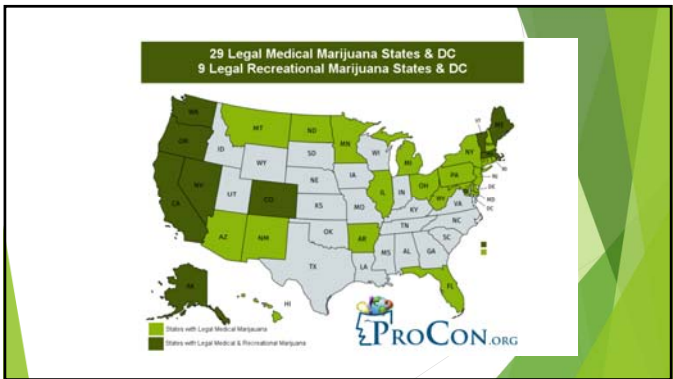 29 Legal Medical Marijuana States & DC
9 Legal Recreational Marijuana States & DC
WA
MT
ND
MN
VT
ME
OR
ID
SD
WI
MI
NY
WY
RI
IA
PA
NJ
NE
OH
DE
NV
UT
IL
IN
WV
MD
CO
VA
DC
CA
KS
MO
KY
NC
TN
OK
AZ
NM
AR
SC
MS
AL
GA
TX
LA
AK
FL
HI
States with Legal Medical Marijuana
States with Legal Medical & Recreational Marijuana
PROCON.ORG